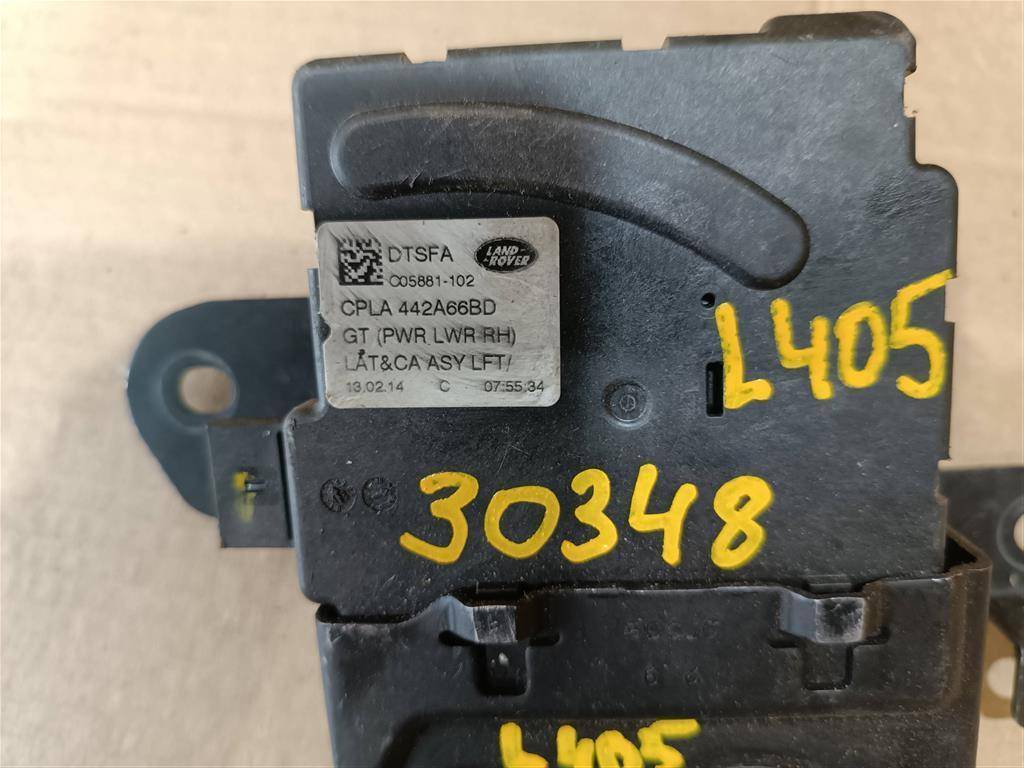 DTSFA LAND-ROVER
C05881-102
CPLA 442A66BD
GT (PWR LWR RH)
LAT&CA ASY LFT/
13.02.14 C 07:55:34
L405
30348
L405